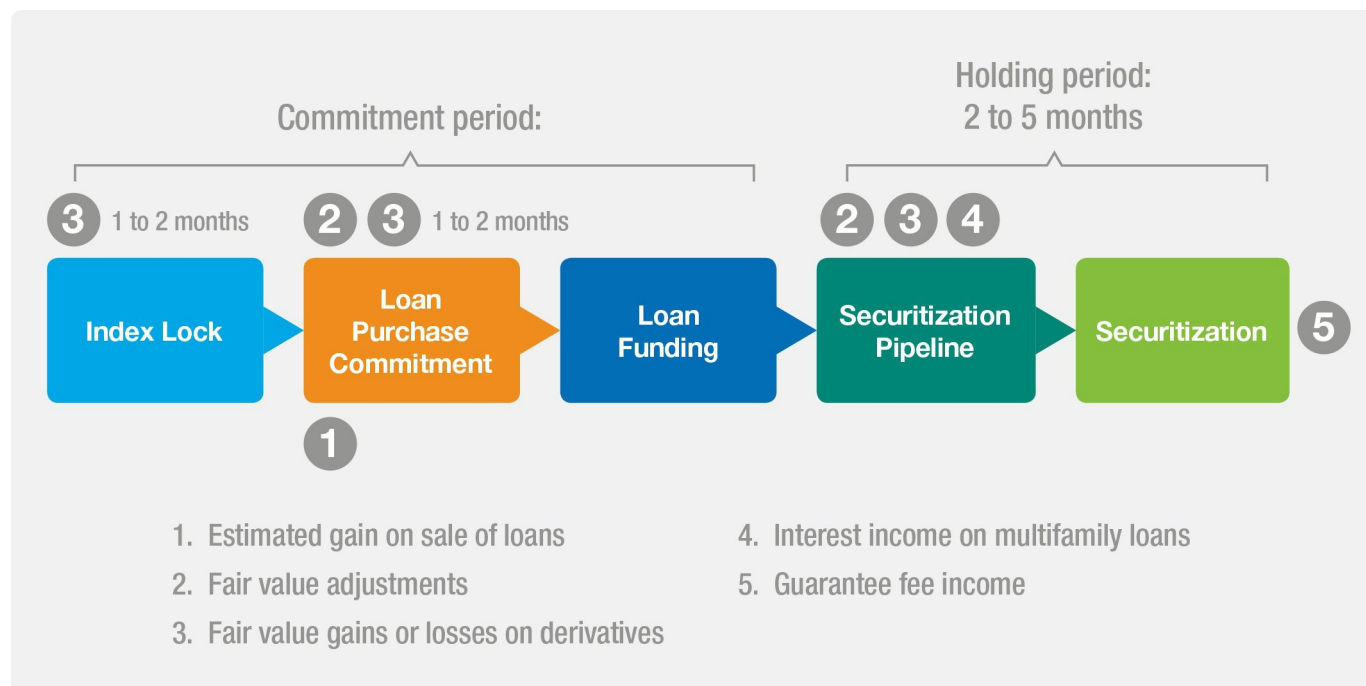 Commitment period:
Holding period:
2 to 5 months
3 1 to 2 months
2 3 1 to 2 months
2 3 4
Index Lock
Loan
Purchase
Commitment
Loan
Funding
Securitization
Pipeline
Securitization
5
1
1. Estimated gain on sale of loans
2. Fair value adjustments
3. Fair value gains or losses on derivatives
4. Interest income on multifamily loans
5. Guarantee fee income